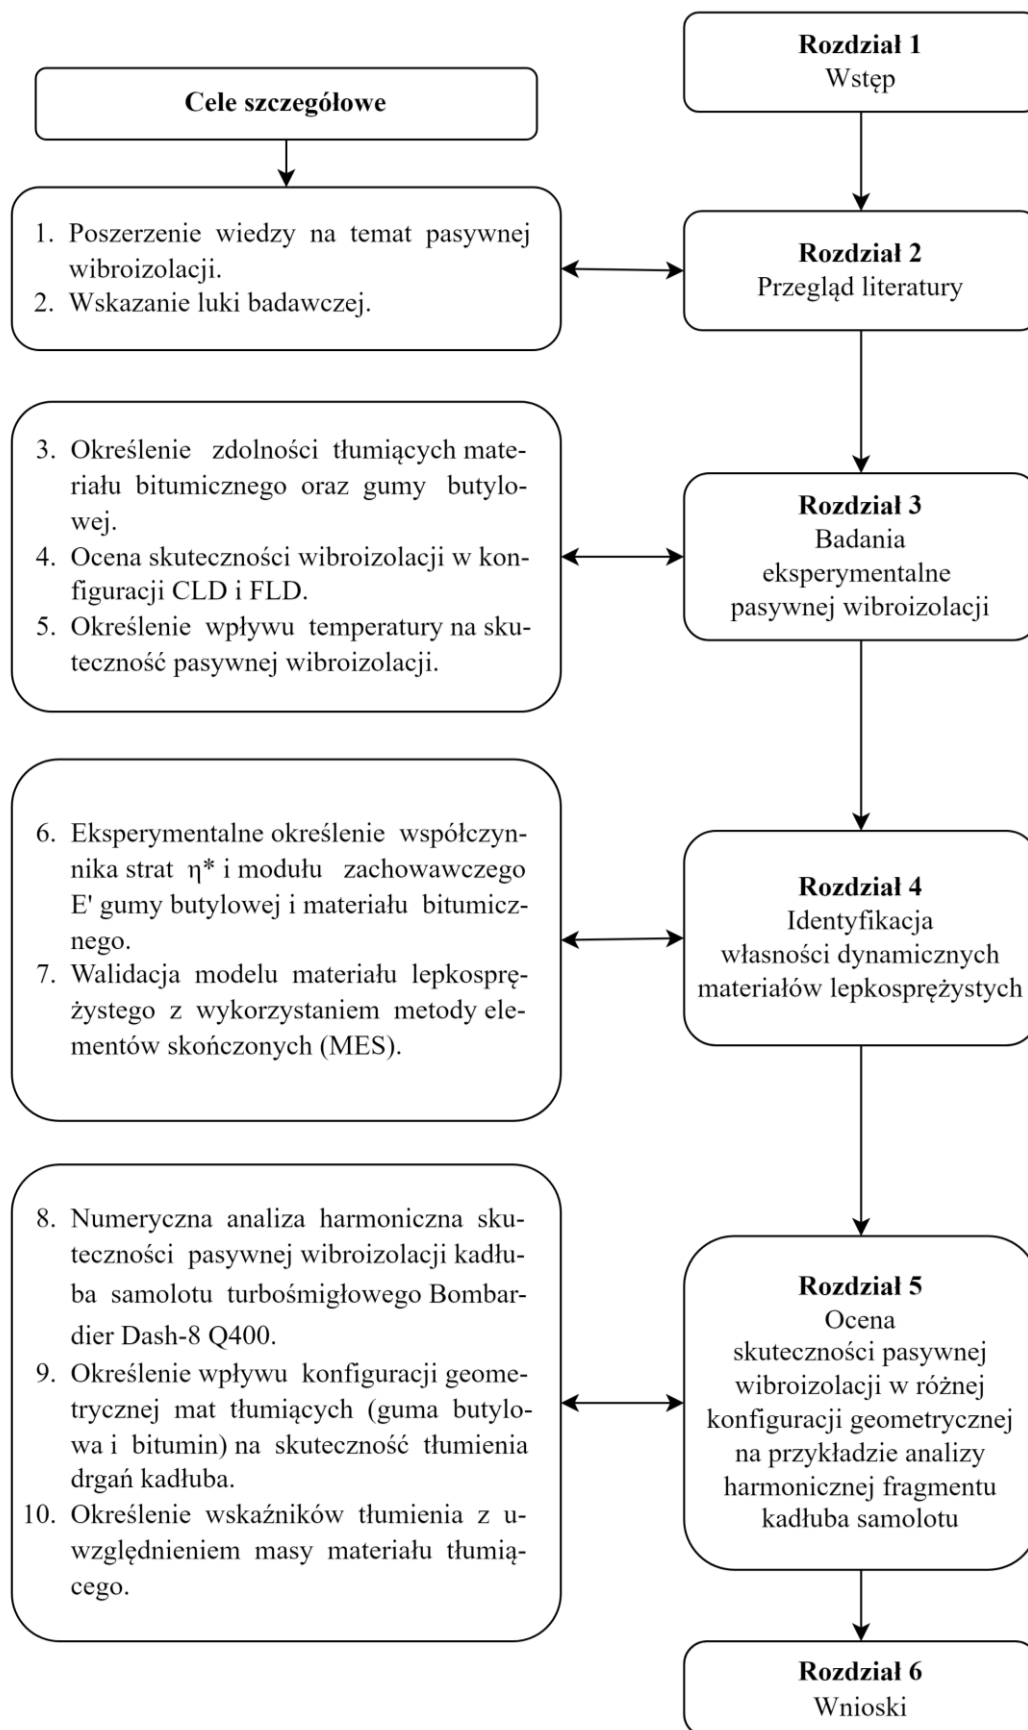 Rozdział 1
Wstęp
Cele szczegółowe
1. Poszerzenie wiedzy na temat pasywnej
wibroizolacji.
2. Wskazanie luki badawczej.
Rozdział 2
Przegląd literatury
3. Określenie zdolności tłumiących mate-
riału bitumicznego oraz gumy butylo-
wej.
4. Ocena skuteczności wibroizolacji w kon-
figuracji CLD i FLD.
5. Określenie wpływu temperatury na sku-
teczność pasywnej wibroizolacji.
Rozdział 3
Badania
eksperymentalne
pasywnej wibroizolacji
6. Eksperymentalne określenie współczyn-
nika strat η* i modułu zachowawczego
E' gumy butylowej i materiału bitumicz-
nego.
7. Walidacja modelu materiału lepkosprę-
żystego z wykorzystaniem metody ele-
mentów skończonych (MES).
Rozdział 4
Identyfikacja
własności dynamicznych
materiałów lepkosprężystych
8. Numeryczna analiza harmoniczna sku-
teczności pasywnej wibroizolacji kadłu-
ba samolotu turbośmigłowego Bombar-
dier Dash-8 Q400.
9. Określenie wpływu konfiguracji geome-
trycznej mat tłumiących (guma butylo-
wa i bitumin) na skuteczność tłumienia
drgań kadłuba.
10. Określenie wskaźników tłumienia z u-
względnieniem masy materiału tłumią-
cego.
Rozdział 5
Ocena
skuteczności pasywnej
wibroizolacji w różnej
konfiguracji geometrycznej
na przykładzie analizy
harmonicznej fragmentu
kadłuba samolotu
Rozdział 6
Wnioski